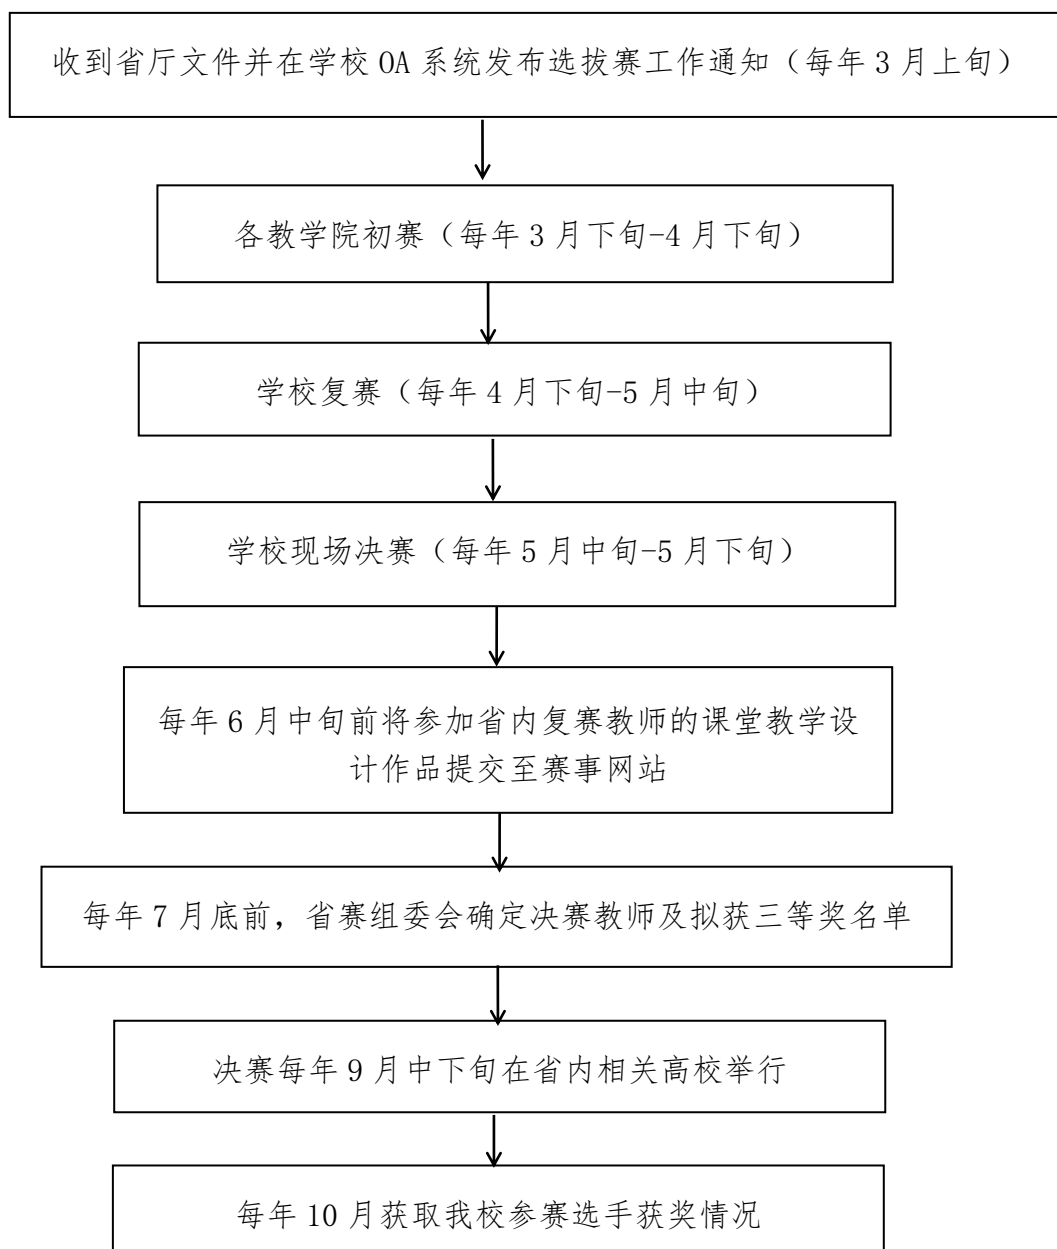 收到省厅文件并在学校 OA 系统发布选拔赛工作通知（每年 3 月上旬）
各教学院初赛（每年 3 月下旬-4 月下旬）
学校复赛（每年 4 月下旬-5 月中旬）
学校现场决赛（每年 5 月中旬-5 月下旬）
每年 6 月中旬前将参加省内复赛教师的课堂教学设
计作品提交至赛事网站
每年 7 月底前，省赛组委会确定决赛教师及拟获三等奖名单
决赛每年 9 月中下旬在省内相关高校举行
每年 10 月获取我校参赛选手获奖情况